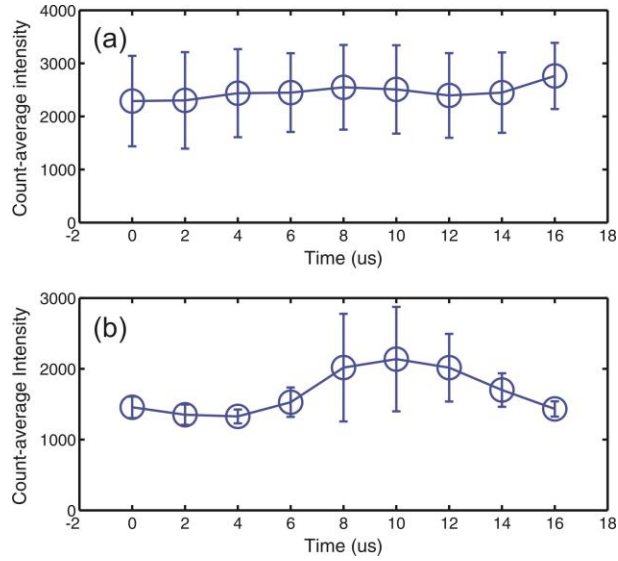 (a)
Count-average intensity
4000
3000
2000
1000
0
-2 0 2 4 6 8 10 12 14 16 18
Time (us)
(b)
Count-average Intensity
3000
2000
1000
0
-2 0 2 4 6 8 10 12 14 16 18
Time (us)